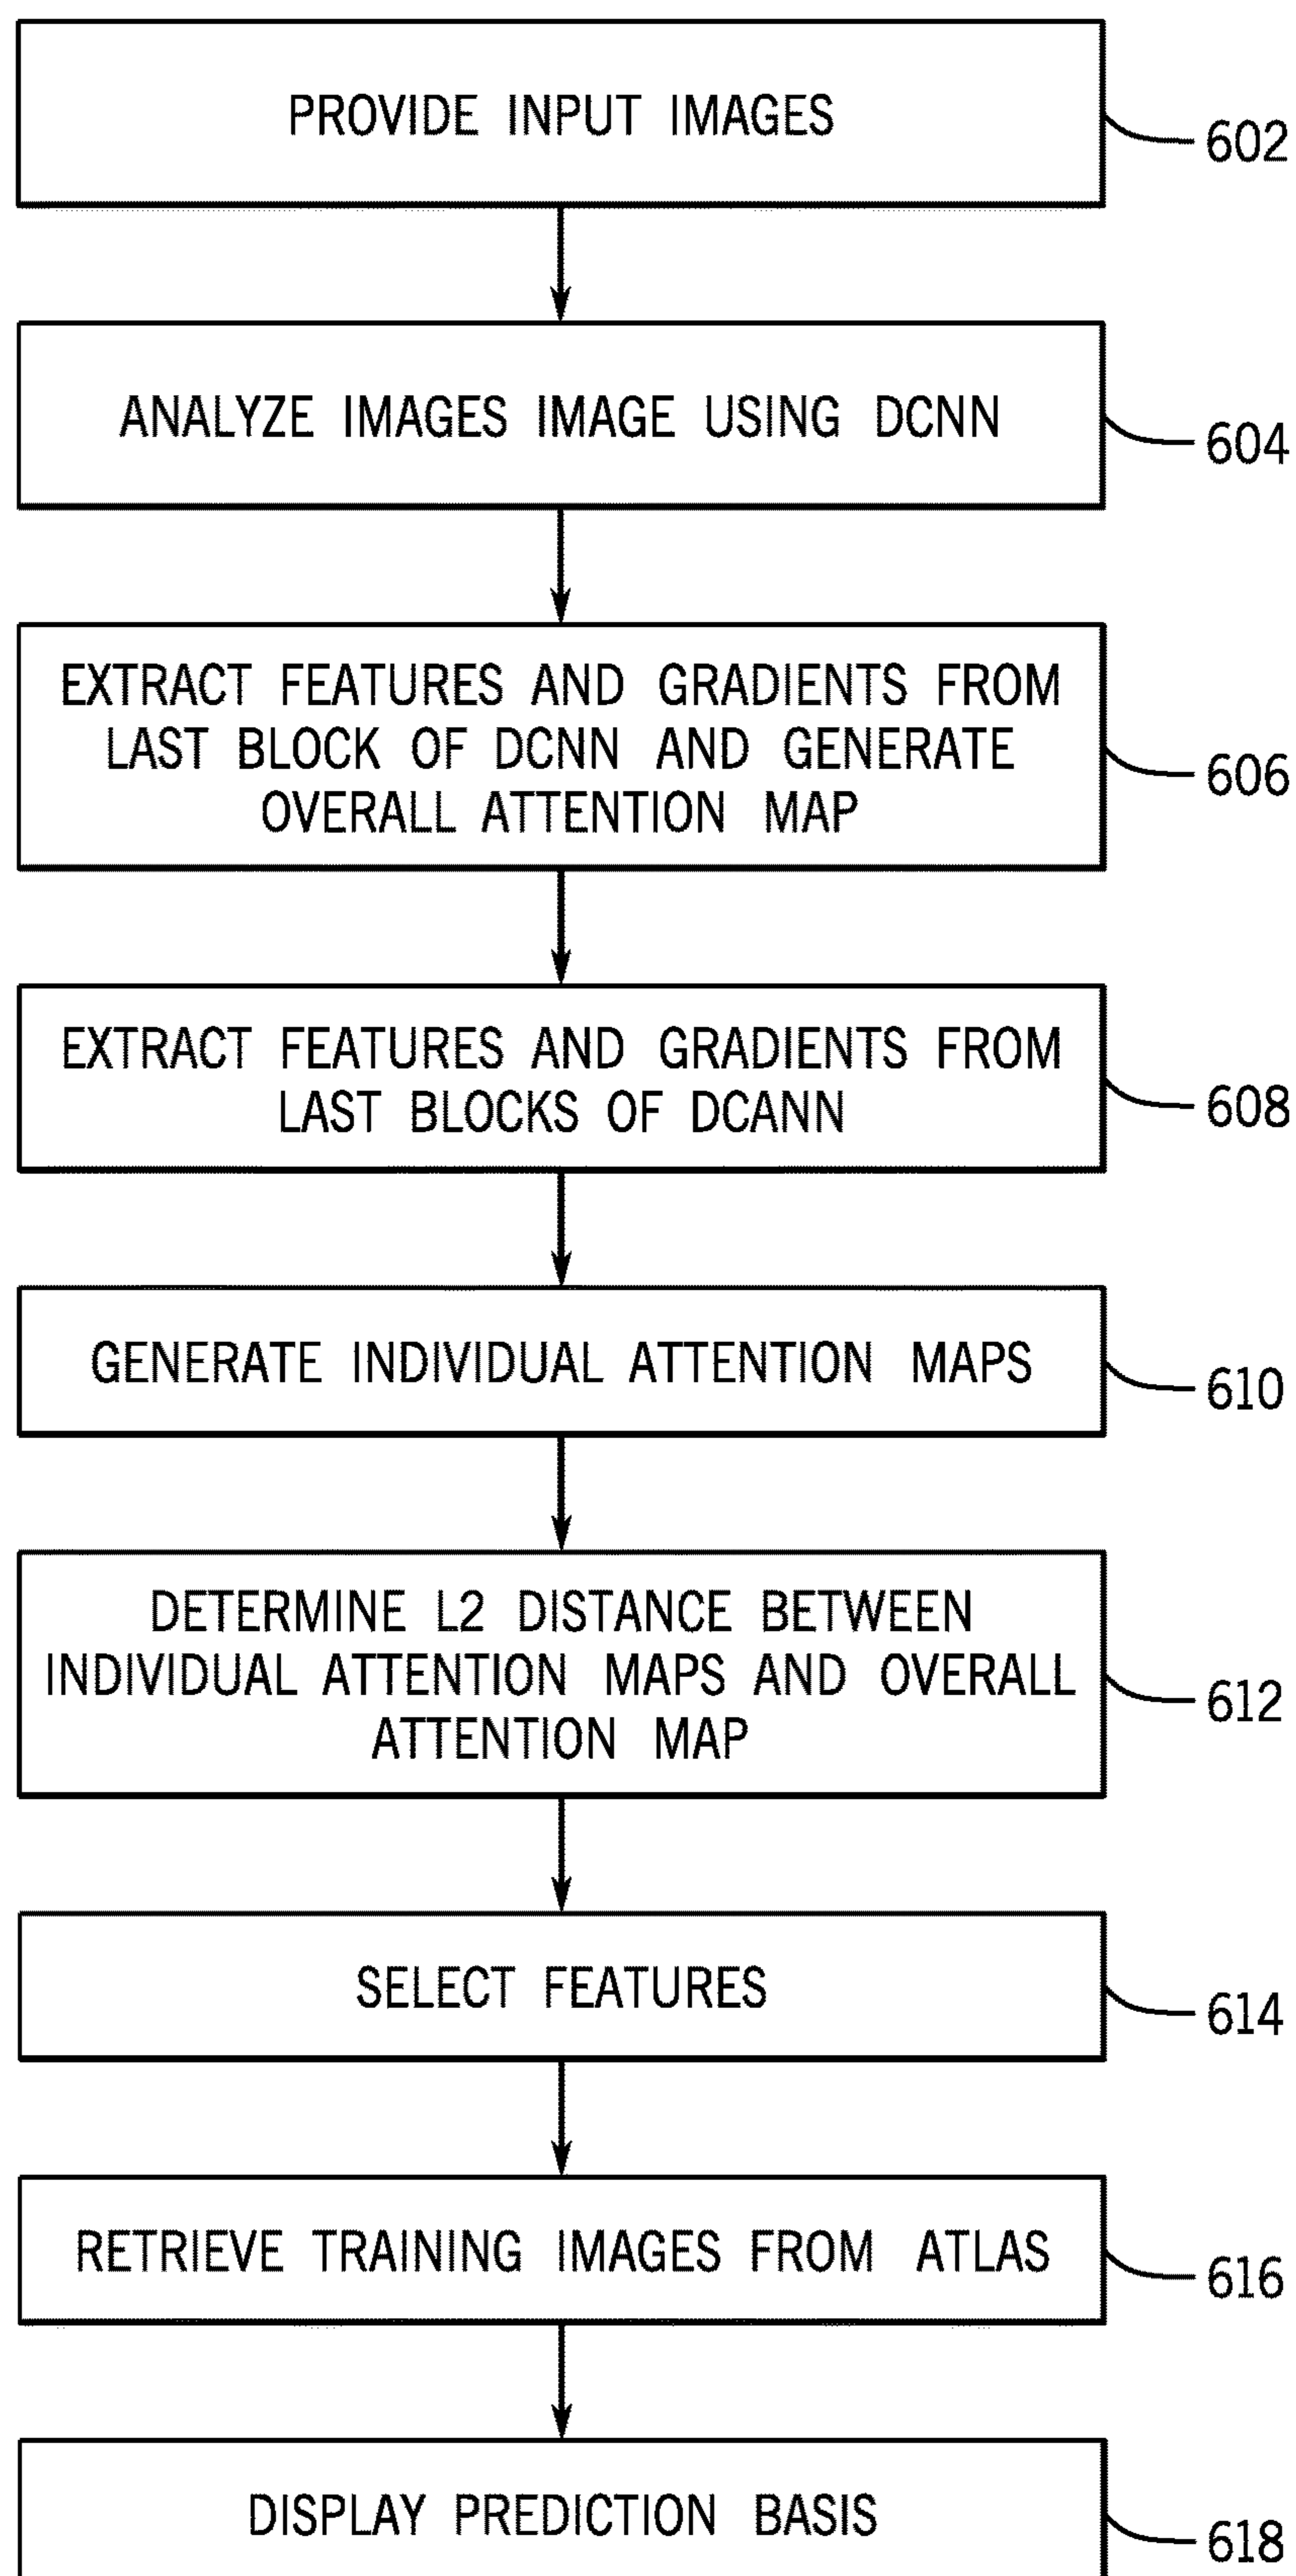 PROVIDE INPUT IMAGES
602
ANALYZE IMAGES IMAGE USING DCNN
604
EXTRACT FEATURES AND GRADIENTS FROM
LAST BLOCK OF DCNN AND GENERATE
OVERALL ATTENTION MAP
606
EXTRACT FEATURES AND GRADIENTS FROM
LAST BLOCKS OF DCANN
608
GENERATE INDIVIDUAL ATTENTION MAPS
610
DETERMINE L2 DISTANCE BETWEEN
INDIVIDUAL ATTENTION MAPS AND OVERALL
ATTENTION MAP
612
SELECT FEATURES
614
RETRIEVE TRAINING IMAGES FROM ATLAS
616
DISPLAY PREDICTION BASIS
618